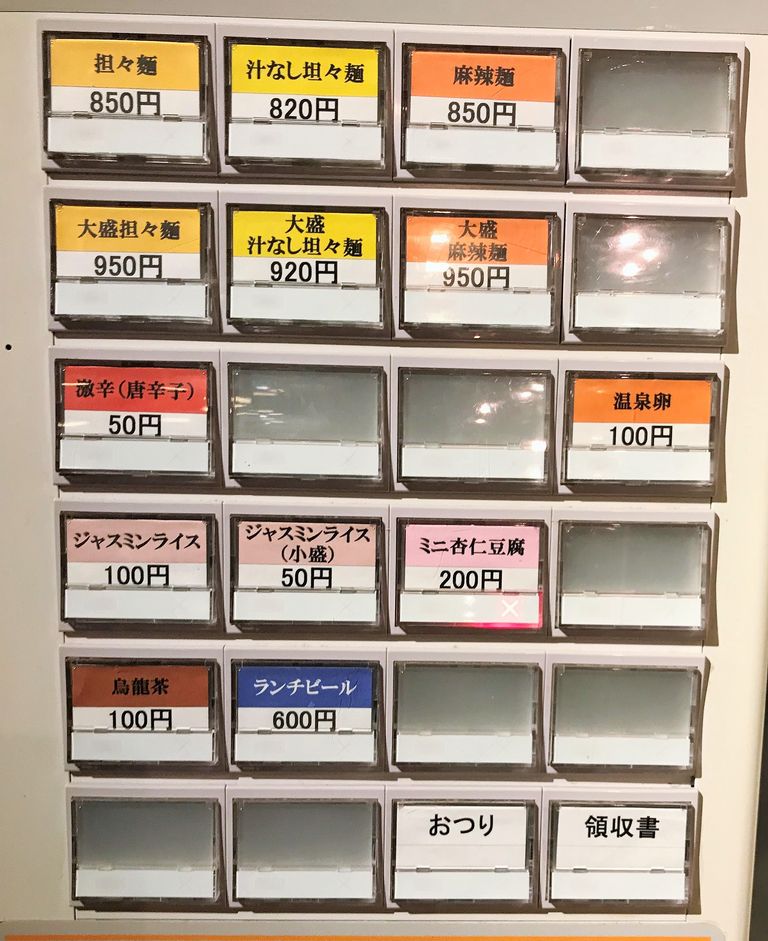 担々麺
850円
汁なし坦々麺
820円
麻辣麺
850円
大盛担々麺
950円
大盛
汁なし坦々麺
920円
大盛
麻辣麺
950円
激辛(唐辛子)
50円
温泉卵
100円
ジャスミンライス
100円
ジャスミンライス
(小盛)
50円
ミニ杏仁豆腐
200円
×
烏龍茶
100円
ランチビール
600円
おつり
領収書